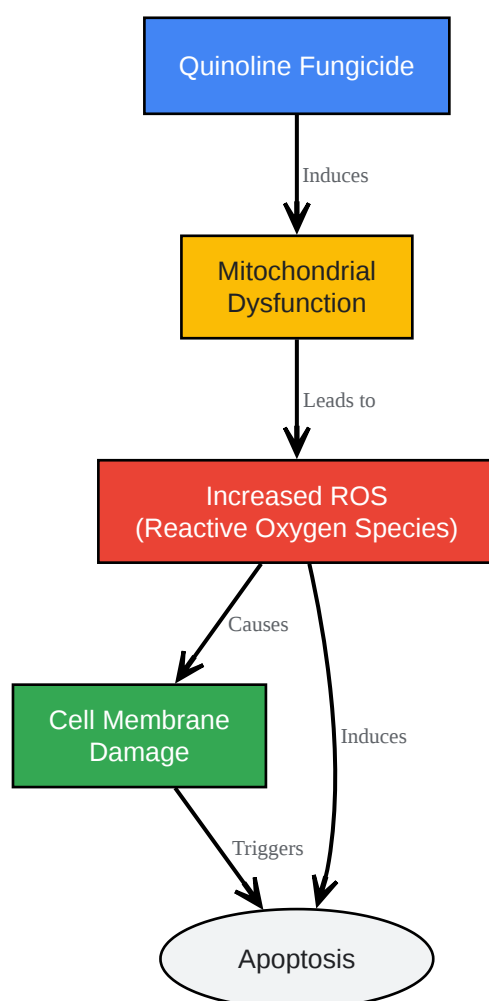 Quinoline Fungicide
Induces
Mitochondrial
Dysfunction
Leads to
Increased ROS
(Reactive Oxygen Species)
Causes
Cell Membrane
Damage
Induces
Triggers
Apoptosis